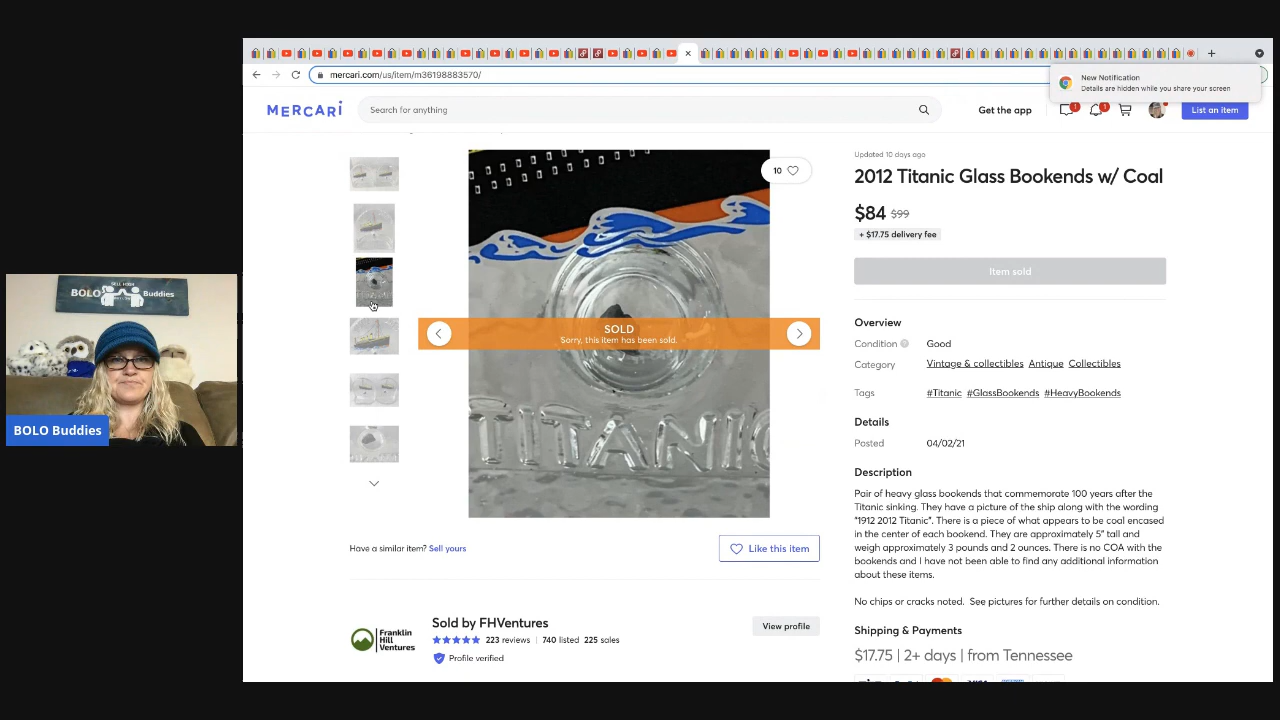 mercari.com/us/item/m36198883570/
New Notification
Details are hidden while you share your screen
MERCARI
Search for anything
Get the app
1
1
List an item
Updated 10 days ago
2012 Titanic Glass Bookends w/ Coal
10
$84 $99
+ $17.75 delivery fee
Item sold
SOLD
Sorry, this item has been sold.
TITANIC
Overview
Condition Good
Category Vintage & collectibles Antique Collectibles
Tags #Titanic #GlassBookends #HeavyBookends
Details
Posted 04/02/21
Description
Pair of heavy glass bookends that commemorate 100 years after the
Titanic sinking. They have a picture of the ship along with the wording
"1912 2012 Titanic". There is a piece of what appears to be coal encased
in the center of each bookend. They are approximately 5" tall and
weigh approximately 3 pounds and 2 ounces. There is no COA with the
bookends and I have not been able to find any additional information
about these items.
No chips or cracks noted. See pictures for further details on condition.
Shipping & Payments
$17.75 | 2+ days | from Tennessee
Have a similar item? Sell yours
Like this item
Franklin
Hill
Ventures
Sold by FHVentures
223 reviews | 740 listed 225 sales
Profile verified
View profile
SELL HIGH
BOLO Buddies
BOLO Buddies